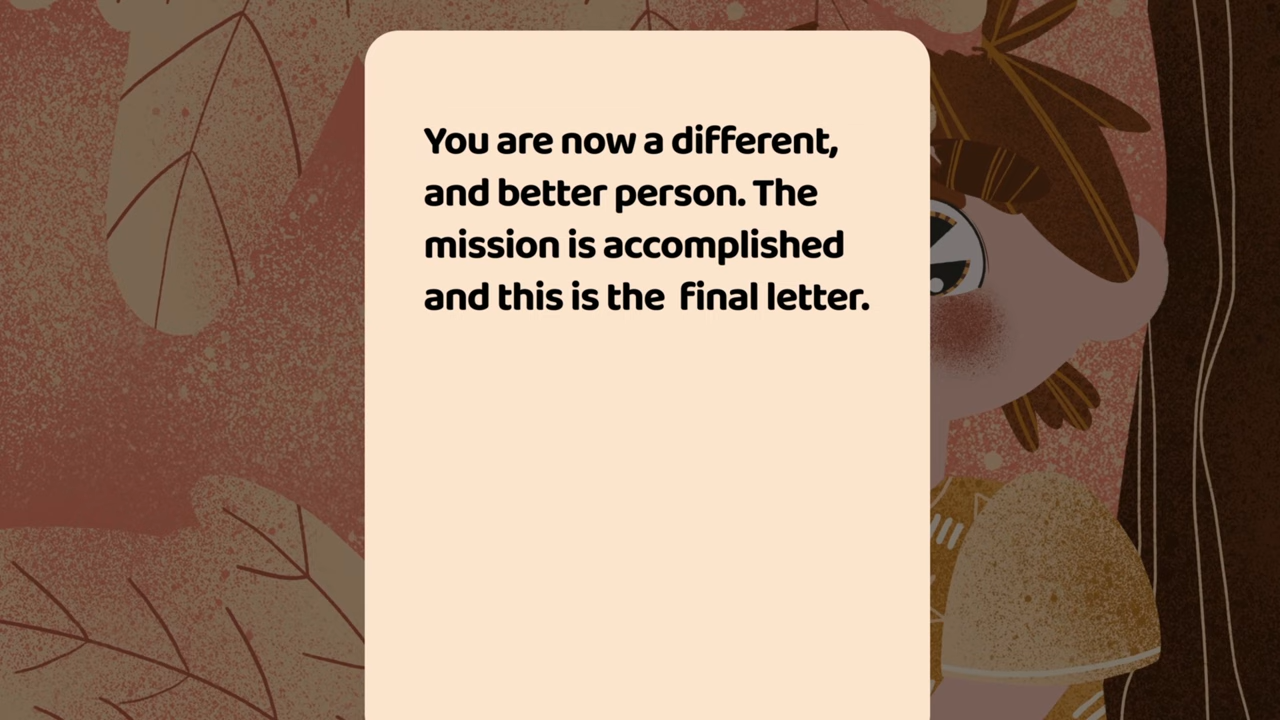 You are now a different,
and better person. The
mission is accomplished
and this is the  final letter.